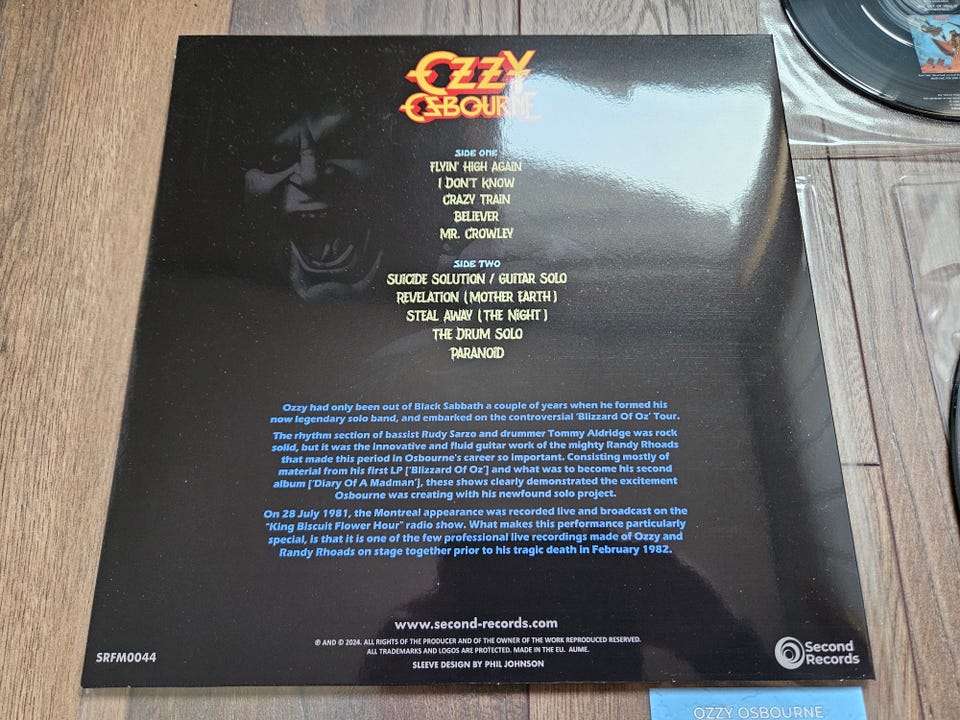 OZZY
OSBOURNE
SIDE ONE
FLYIN' HIGH AGAIN
I DON'T KNOW
CRAZY TRAIN
BELIEVER
MR. CROWLEY
SIDE TWO
SUICIDE SOLUTION / GUITAR SOLO
REVELATION (MOTHER EARTH)
STEAL AWAY (THE NIGHT)
THE DRUM SOLO
PARANOID
Ozzy had only been out of Black Sabbath a couple of years when he formed his
now legendary solo band, and embarked on the controversial 'Blizzard Of Oz' Tour.
The rhythm section of bassist Rudy Sarzo and drummer Tommy Aldridge was rock
solid, but it was the innovative and fluid guitar work of the mighty Randy Rhoads
that made this period in Osbourne's career so important. Consisting mostly of
material from his first LP ['Blizzard Of Oz'] and what was to become his second
album ['Diary Of A Madman'], these shows clearly demonstrated the excitement
Osbourne was creating with his newfound solo project.
On 28 July 1981, the Montreal appearance was recorded live and broadcast on the
"King Biscuit Flower Hour" radio show. What makes this performance particularly
special, is that it is one of the few professional live recordings made of Ozzy and
Randy Rhoads on stage together prior to his tragic death in February 1982.
www.second-records.com
℗ AND © 2024. ALL RIGHTS OF THE PRODUCER AND OF THE OWNER OF THE WORK REPRODUCED RESERVED.
ALL TRADEMARKS AND LOGOS ARE PROTECTED. MADE IN THE EU. AUME.
SLEEVE DESIGN BY PHIL JOHNSON
SRFM0044
Second
Records
OZZY OSBOURNE